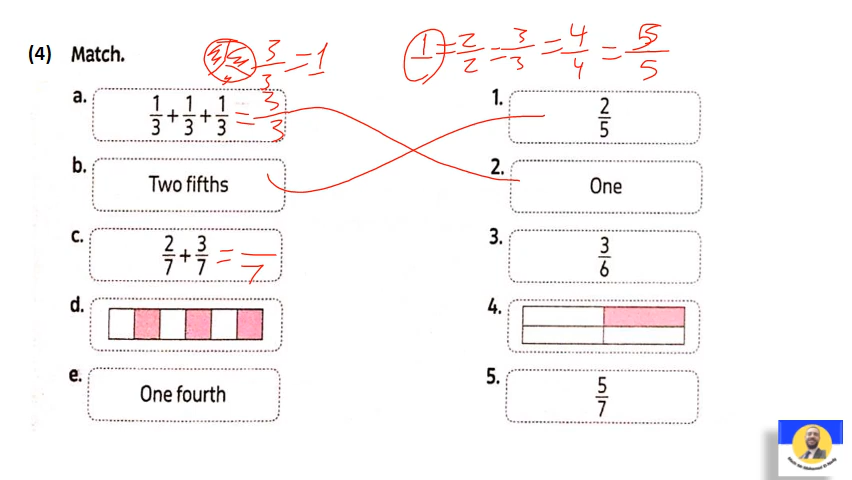 (4) Match.
3/3 = 1
1 = 2/2 = 3/3 = 4/4 = 5/5
a. 1/3 + 1/3 + 1/3 = 3/3
1. 2/5
b. Two fifths
2. One
c. 2/7 + 3/7 = /7
3. 3/6
d.
4.
e. One fourth
5. 5/7